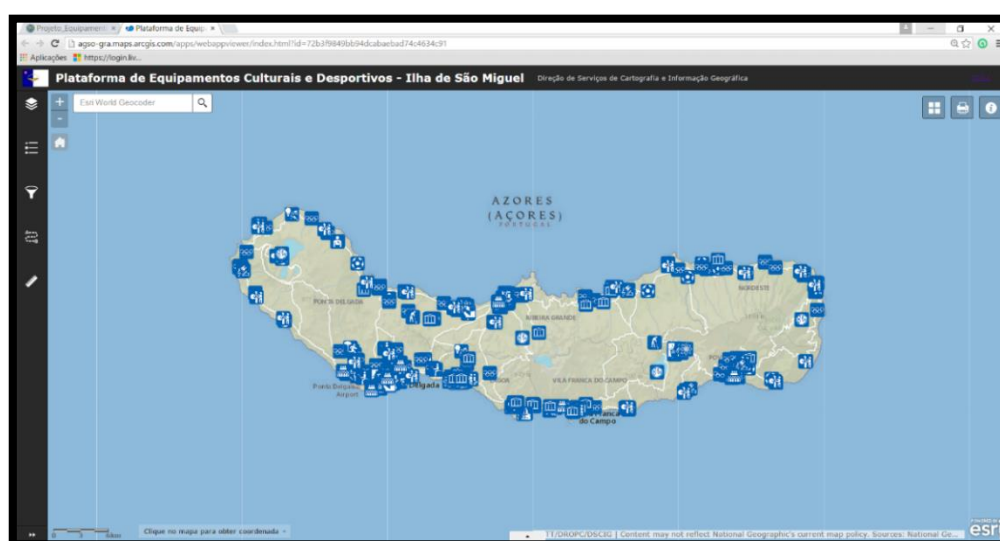 Projeto_Equipament
Plataforma de Equip
agso-gra.maps.arcgis.com/apps/webappviewer/index.html?id=72b3f9849bb94dcabaebad74c4634c91
Aplicações
https://login.liv...
Plataforma de Equipamentos Culturais e Desportivos - Ilha de São Miguel
Direção de Serviços de Cartografia e Informação Geográfica
Esri World Geocoder
AZORES
(AÇORES)
PORTUGAL
PONTA DELGADA
NORDESTE
RIBEIRA GRANDE
VILA FRANCA DO CAMPO
Ponta Delgada
Airport
Delgada
Franca
do Campo
Clique no mapa para obter coordenada
Content may not reflect National Geographic's current map policy. Sources: National Ge...
esri